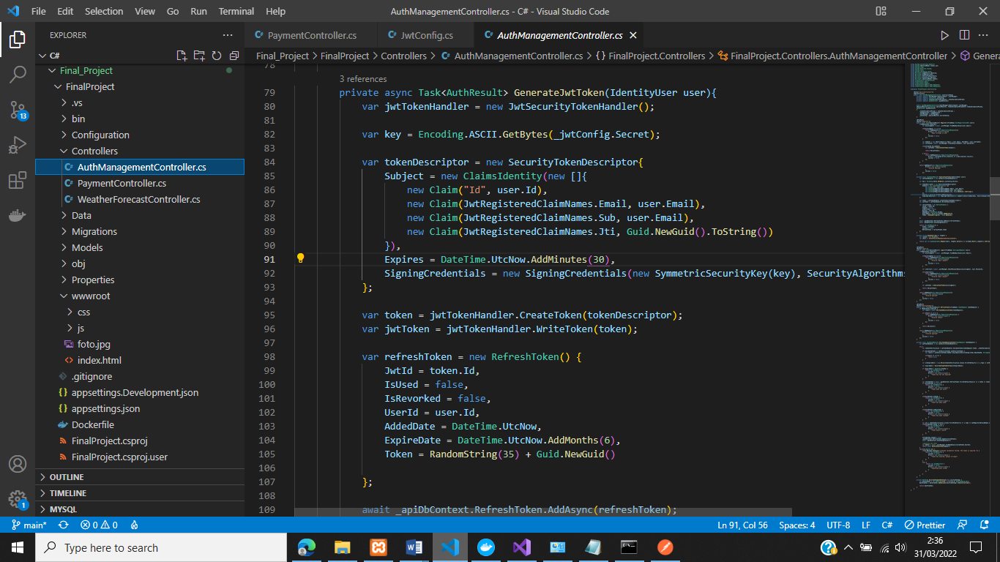 File Edit Selection View Go Run Terminal Help
AuthManagementController.cs - C# - Visual Studio Code
EXPLORER
C#
Final_Project
FinalProject
.vs
bin
Configuration
Controllers
AuthManagementController.cs
PaymentController.cs
WeatherForecastController.cs
Data
Migrations
Models
obj
Properties
wwwroot
css
js
foto.jpg
index.html
.gitignore
appsettings.Development.json
appsettings.json
Dockerfile
FinalProject.csproj
FinalProject.csproj.user
OUTLINE
TIMELINE
MYSQL
13
1
PaymentController.cs JwtConfig.cs AuthManagementController.cs
Final_Project > FinalProject > Controllers > AuthManagementController.cs > {} FinalProject.Controllers > FinalProject.Controllers.AuthManagementController >
78
3 references
79 private async Task<AuthResult> GenerateJwtToken(IdentityUser user){
80 var jwtTokenHandler = new JwtSecurityTokenHandler();
81
82 var key = Encoding.ASCII.GetBytes(_jwtConfig.Secret);
83
84 var tokenDescriptor = new SecurityTokenDescriptor{
85 Subject = new ClaimsIdentity(new []{
86 new Claim("Id", user.Id),
87 new Claim(JwtRegisteredClaimNames.Email, user.Email),
88 new Claim(JwtRegisteredClaimNames.Sub, user.Email),
89 new Claim(JwtRegisteredClaimNames.Jti, Guid.NewGuid().ToString())
90 }),
91 Expires = DateTime.UtcNow.AddMinutes(30),
92 SigningCredentials = new SigningCredentials(new SymmetricSecurityKey(key), SecurityAlgorithms
93 };
94
95 var token = jwtTokenHandler.CreateToken(tokenDescriptor);
96 var jwtToken = jwtTokenHandler.WriteToken(token);
97
98 var refreshToken = new RefreshToken() {
99 JwtId = token.Id,
100 IsUsed = false,
101 IsRevorked = false,
102 UserId = user.Id,
103 AddedDate = DateTime.UtcNow,
104 ExpireDate = DateTime.UtcNow.AddMonths(6),
105 Token = RandomString(35) + Guid.NewGuid()
106
107 };
108
109 await _apiDbContext.RefreshToken.AddAsync(refreshToken);
main* 0 0 Ln 91, Col 56 Spaces: 4 UTF-8 LF C# Prettier
Type here to search
2:36
31/03/2022